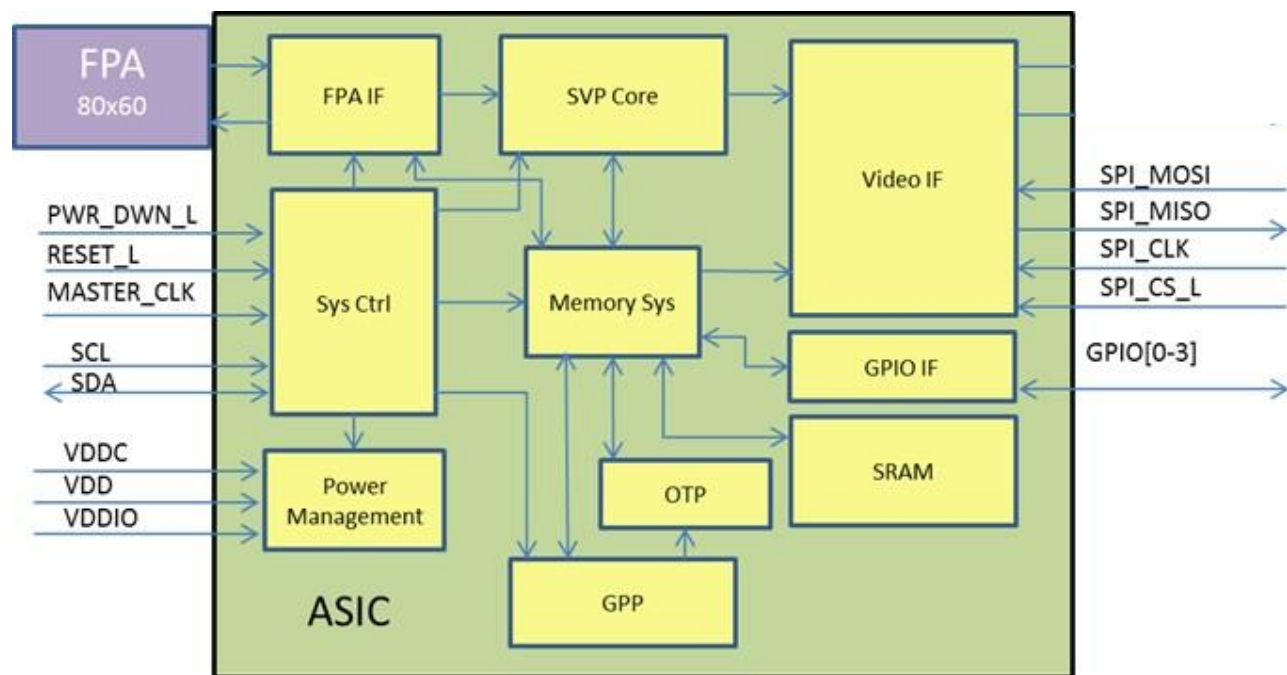 FPA
80x60
FPA IF
SVP Core
Video IF
SPI_MOSI
SPI_MISO
SPI_CLK
SPI_CS_L
PWR_DWN_L
RESET_L
MASTER_CLK
Sys Ctrl
Memory Sys
SCL
SDA
GPIO IF
GPIO[0-3]
VDDC
VDD
VDDIO
Power
Management
OTP
SRAM
GPP
ASIC